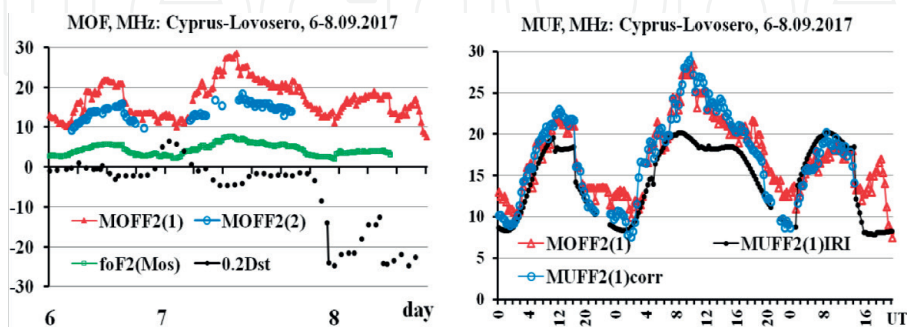 MOF, MHz: Cyprus-Lovosero, 6-8.09.2017
30
20
10
0
-10
-20
-30
MOFF2(1) MOFF2(2)
foF2(Mos) 0.2Dst
6 7 8 day
MUF, MHz: Cyprus-Lovosero, 6-8.09.2017
30
25
20
15
10
5
0
MOFF2(1) MUFF2(1)IRI
MUFF2(1)corr
0 4 12 20 0 4 8 12 16 20 0 4 8 16 UT